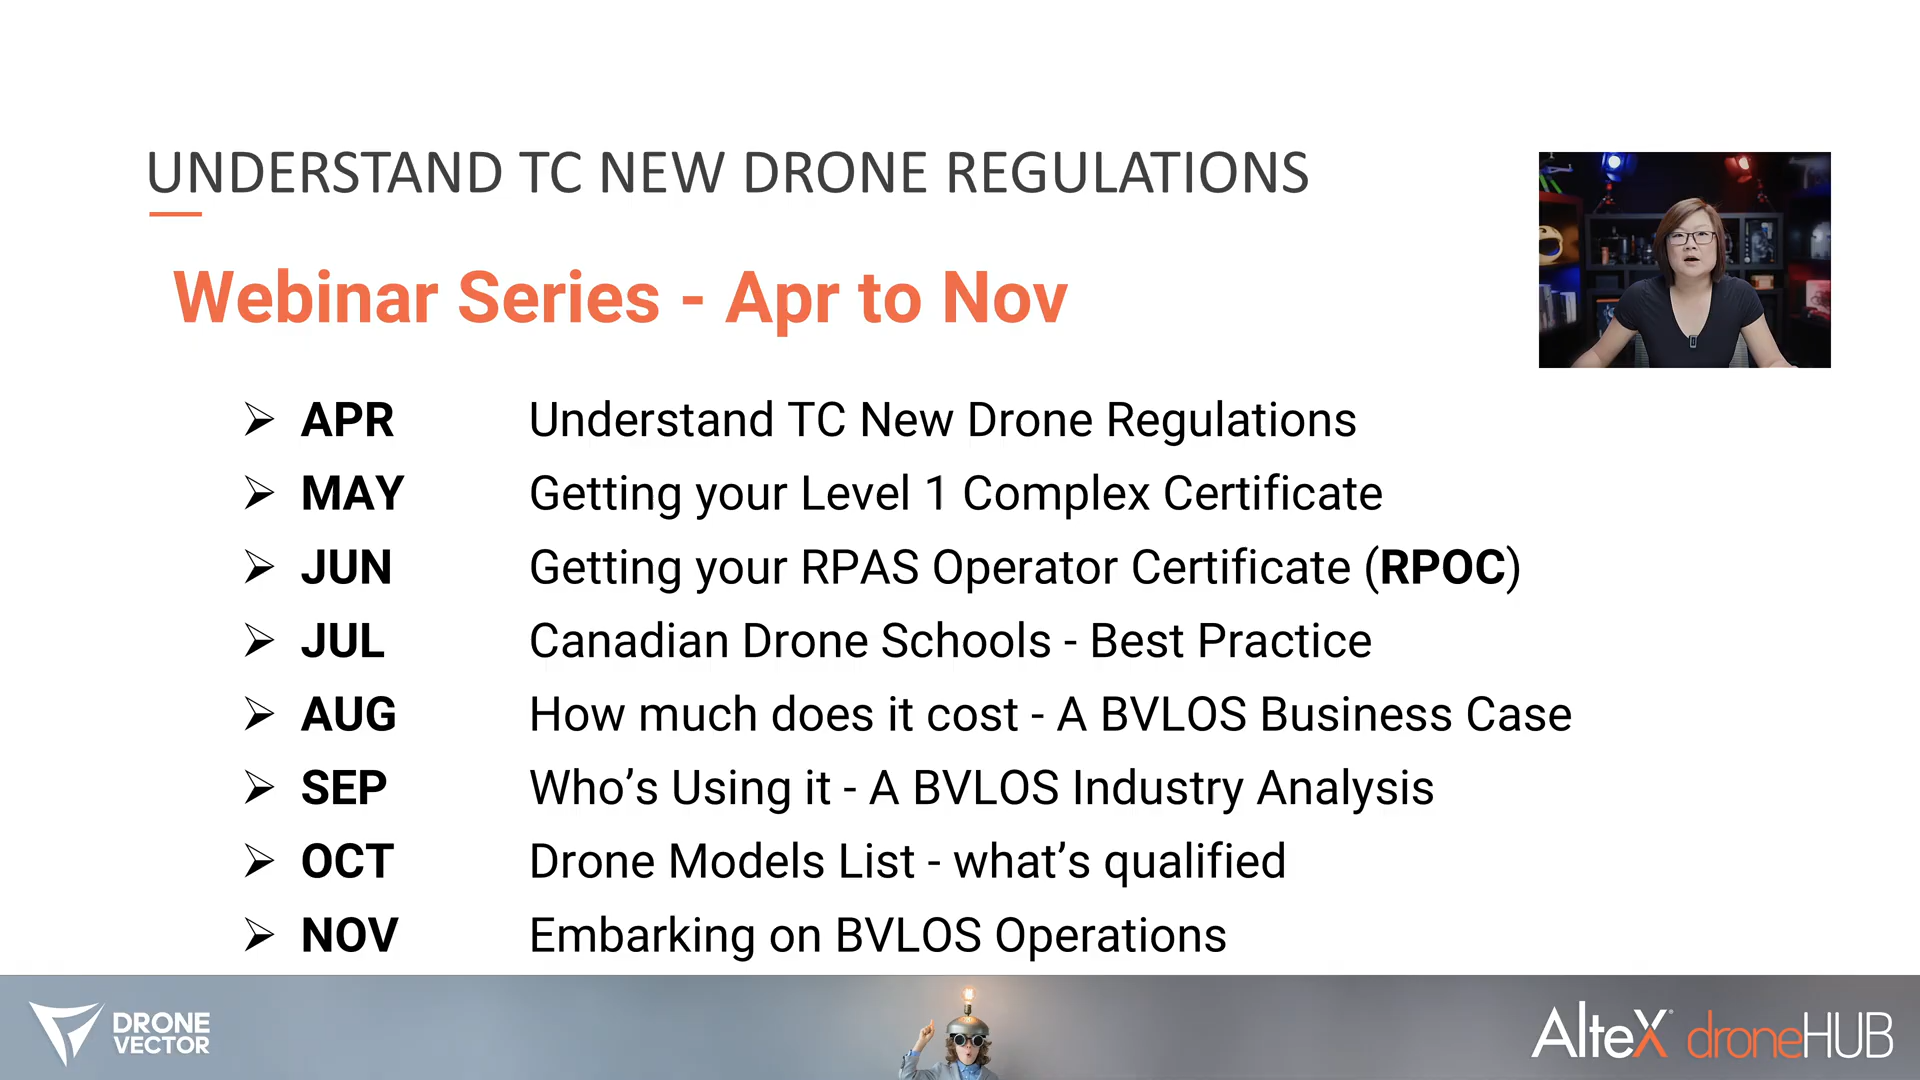 UNDERSTAND TC NEW DRONE REGULATIONS
Webinar Series - Apr to Nov
➢ APR Understand TC New Drone Regulations
➢ MAY Getting your Level 1 Complex Certificate
➢ JUN Getting your RPAS Operator Certificate (RPOC)
➢ JUL Canadian Drone Schools - Best Practice
➢ AUG How much does it cost - A BVLOS Business Case
➢ SEP Who’s Using it - A BVLOS Industry Analysis
➢ OCT Drone Models List - what’s qualified
➢ NOV Embarking on BVLOS Operations
DRONE
VECTOR
AlteX droneHUB